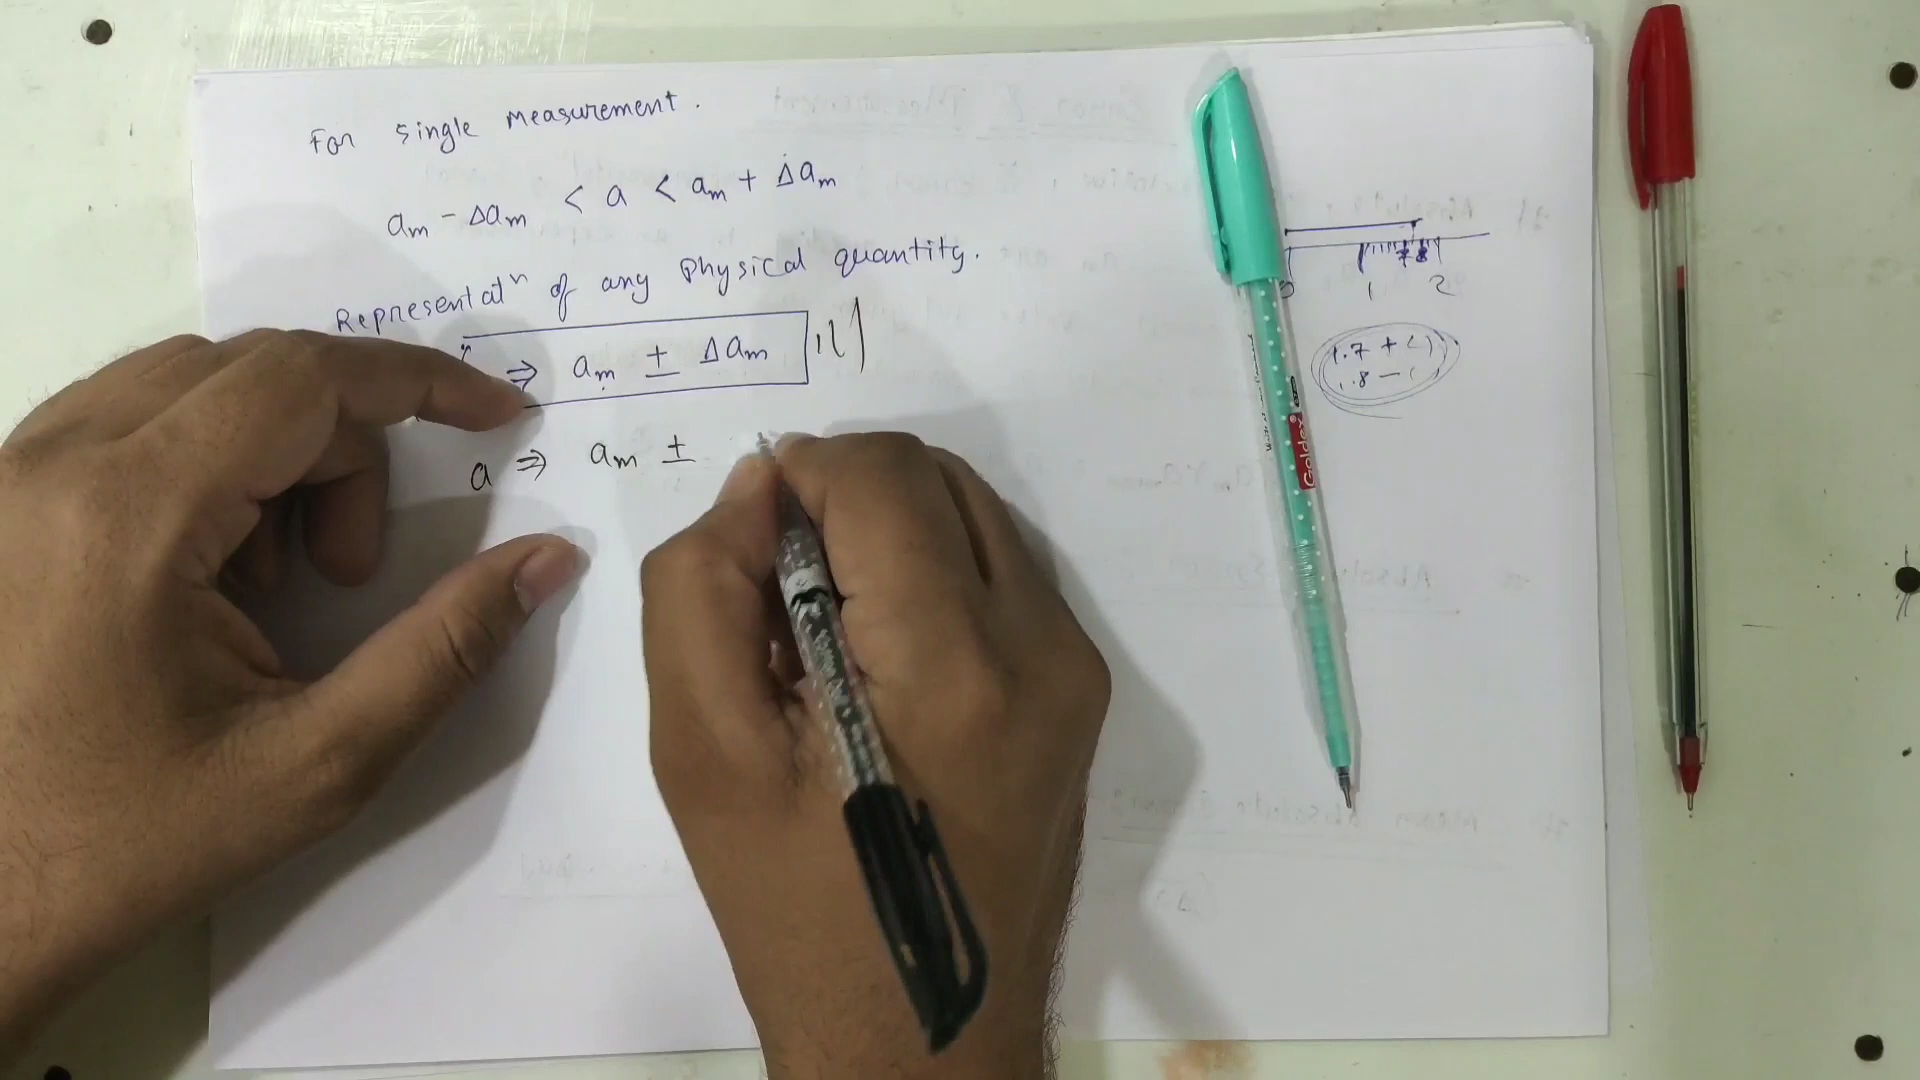 For single measurement.
aₘ - Δaₘ < a < aₘ + Δaₘ
Representatⁿ of any physical quantity.
⇒ aₘ ± Δaₘ
a ⇒ aₘ ±
7 8
0 1 2
1.7 +
1.8 -
Goldex